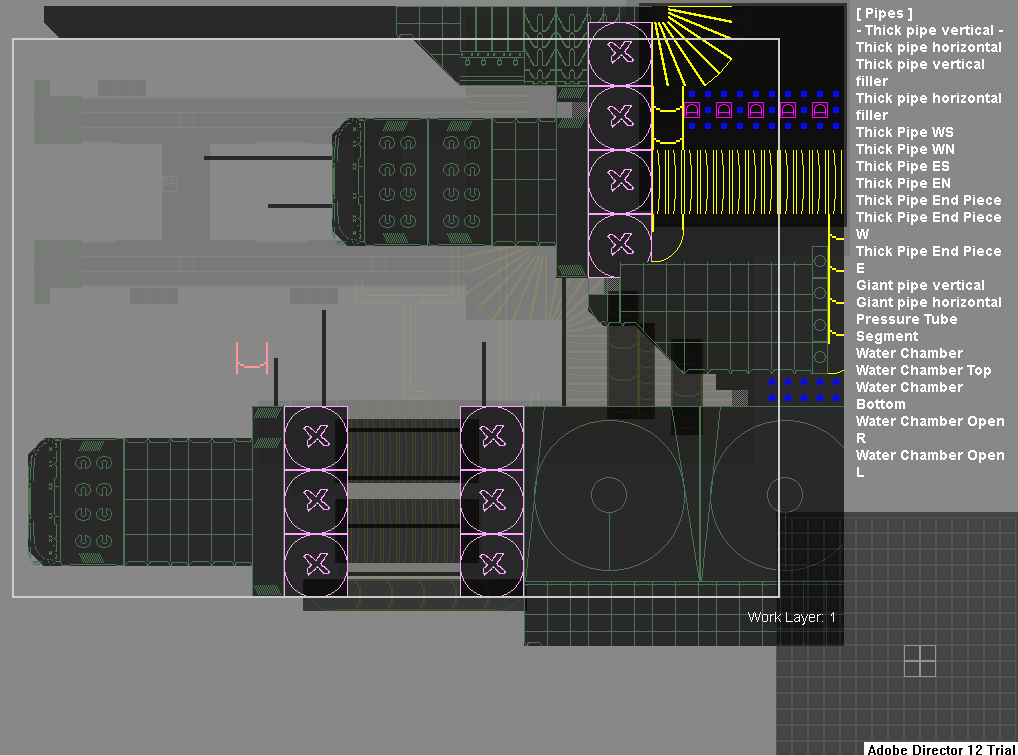 [ Pipes ]
- Thick pipe vertical -
Thick pipe horizontal
Thick pipe vertical
filler
Thick pipe horizontal
filler
Thick Pipe WS
Thick Pipe WN
Thick Pipe ES
Thick Pipe EN
Thick Pipe End Piece
Thick Pipe End Piece
W
Thick Pipe End Piece
E
Giant pipe vertical
Giant pipe horizontal
Pressure Tube
Segment
Water Chamber
Water Chamber Top
Water Chamber
Bottom
Water Chamber Open
R
Water Chamber Open
L
Work Layer: 1
Adobe Director 12 Trial